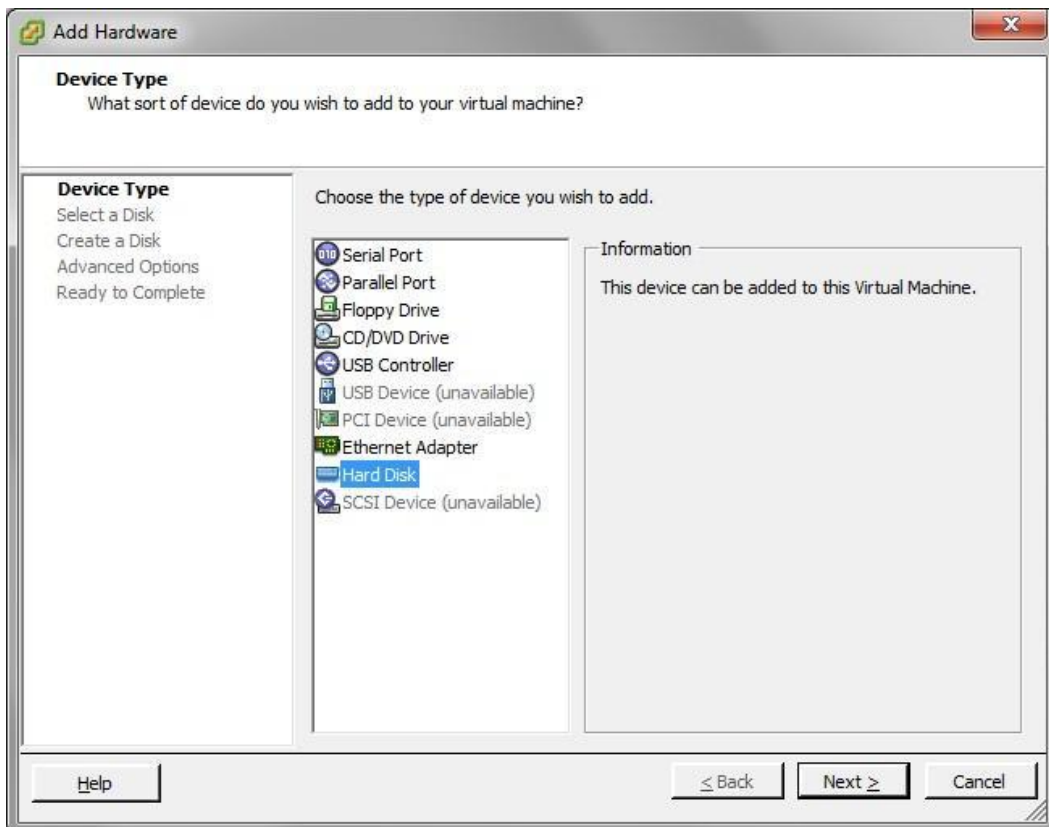 Add Hardware
Device Type
What sort of device do you wish to add to your virtual machine?
Device Type
Select a Disk
Create a Disk
Advanced Options
Ready to Complete
Choose the type of device you wish to add.
Serial Port
Parallel Port
Floppy Drive
CD/DVD Drive
USB Controller
USB Device (unavailable)
PCI Device (unavailable)
Ethernet Adapter
Hard Disk
SCSI Device (unavailable)
Information
This device can be added to this Virtual Machine.
Help
< Back
Next >
Cancel